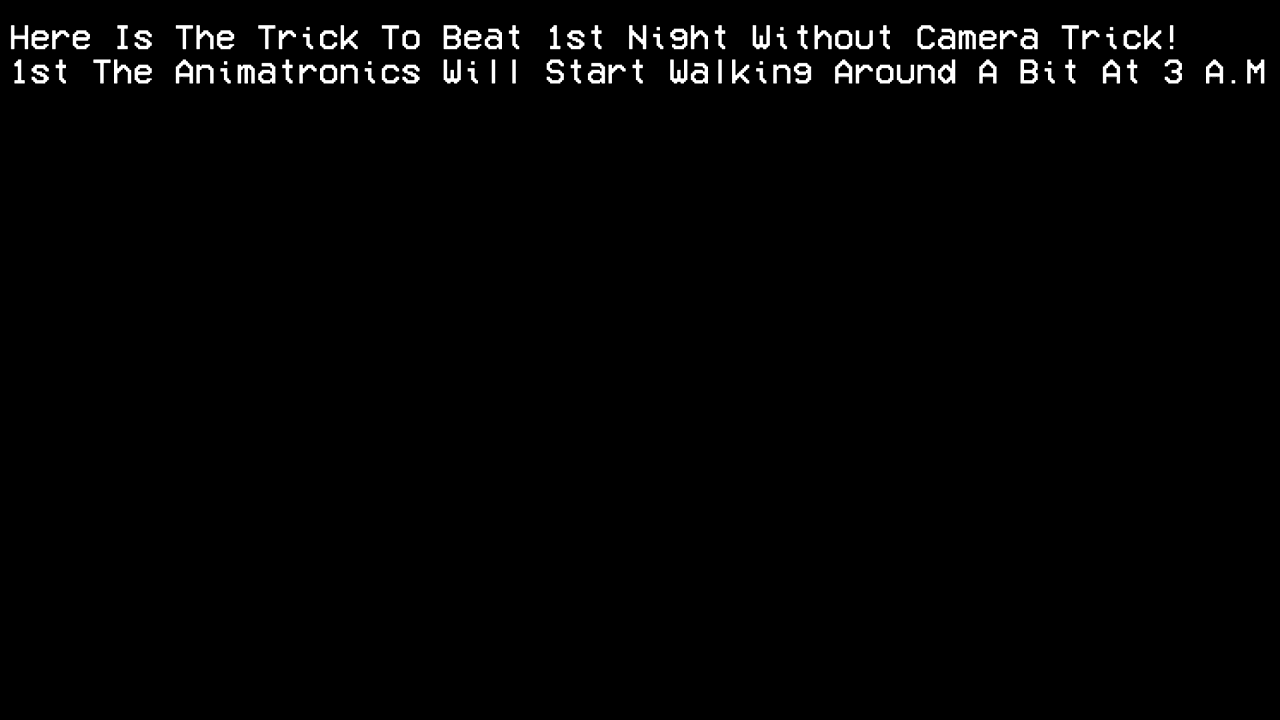 Here Is The Trick To Beat 1st Night Without Camera Trick!
1st The Animatronics Will Start Walking Around A Bit At 3 A.M